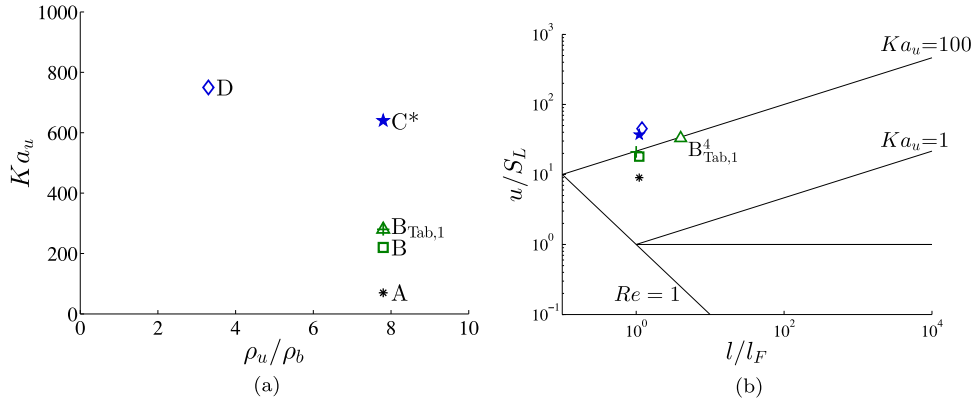 1000
800
600
400
200
0
Ka_u
D
C*
B_Tab,1
B
A
0 2 4 6 8 10
ρ_u/ρ_b
(a)
10^3
10^2
10^1
10^0
10^-1
u/S_L
Ka_u=100
B^4_Tab,1
Ka_u=1
Re = 1
10^0 10^2 10^4
l/l_F
(b)